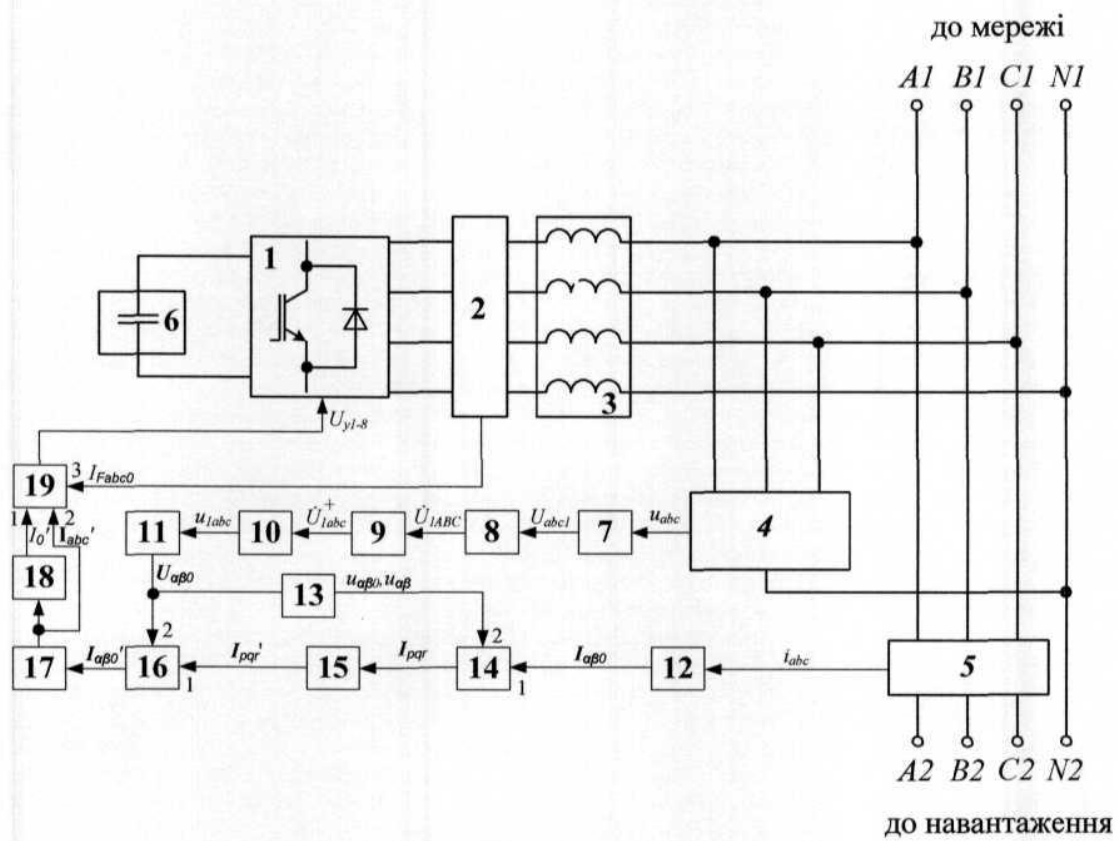 до мережі
A1 B1 C1 N1
1
2
6
3
U_y1-8
19
3 I_Fabc0
4
1 I_0' 2 I_abc'
11
u_1abc
10
U̇_1abc^+
9
U̇_1ABC
8
U_abc1
7
u_abc
18
U_αβ0
13
u_αβ0, u_αβ
2
2
17
I_αβ0'
16
1
I_pqr'
15
I_pqr
14
1
I_αβ0
12
i_abc
5
A2 B2 C2 N2
до навантаження